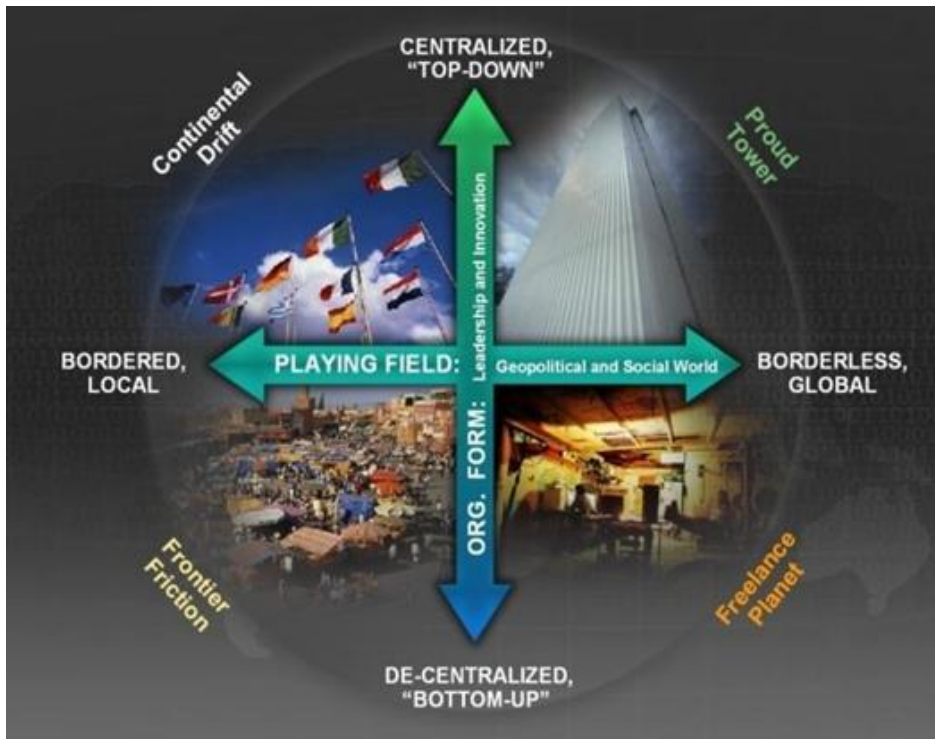 CENTRALIZED,
“TOP-DOWN”
Continental
Drift
Proud
Tower
Leadership and Innovation
BORDERED,
LOCAL
PLAYING FIELD:
Geopolitical and Social World
BORDERLESS,
GLOBAL
ORG. FORM:
Frontier
Friction
Freelance
Planet
DE-CENTRALIZED,
“BOTTOM-UP”